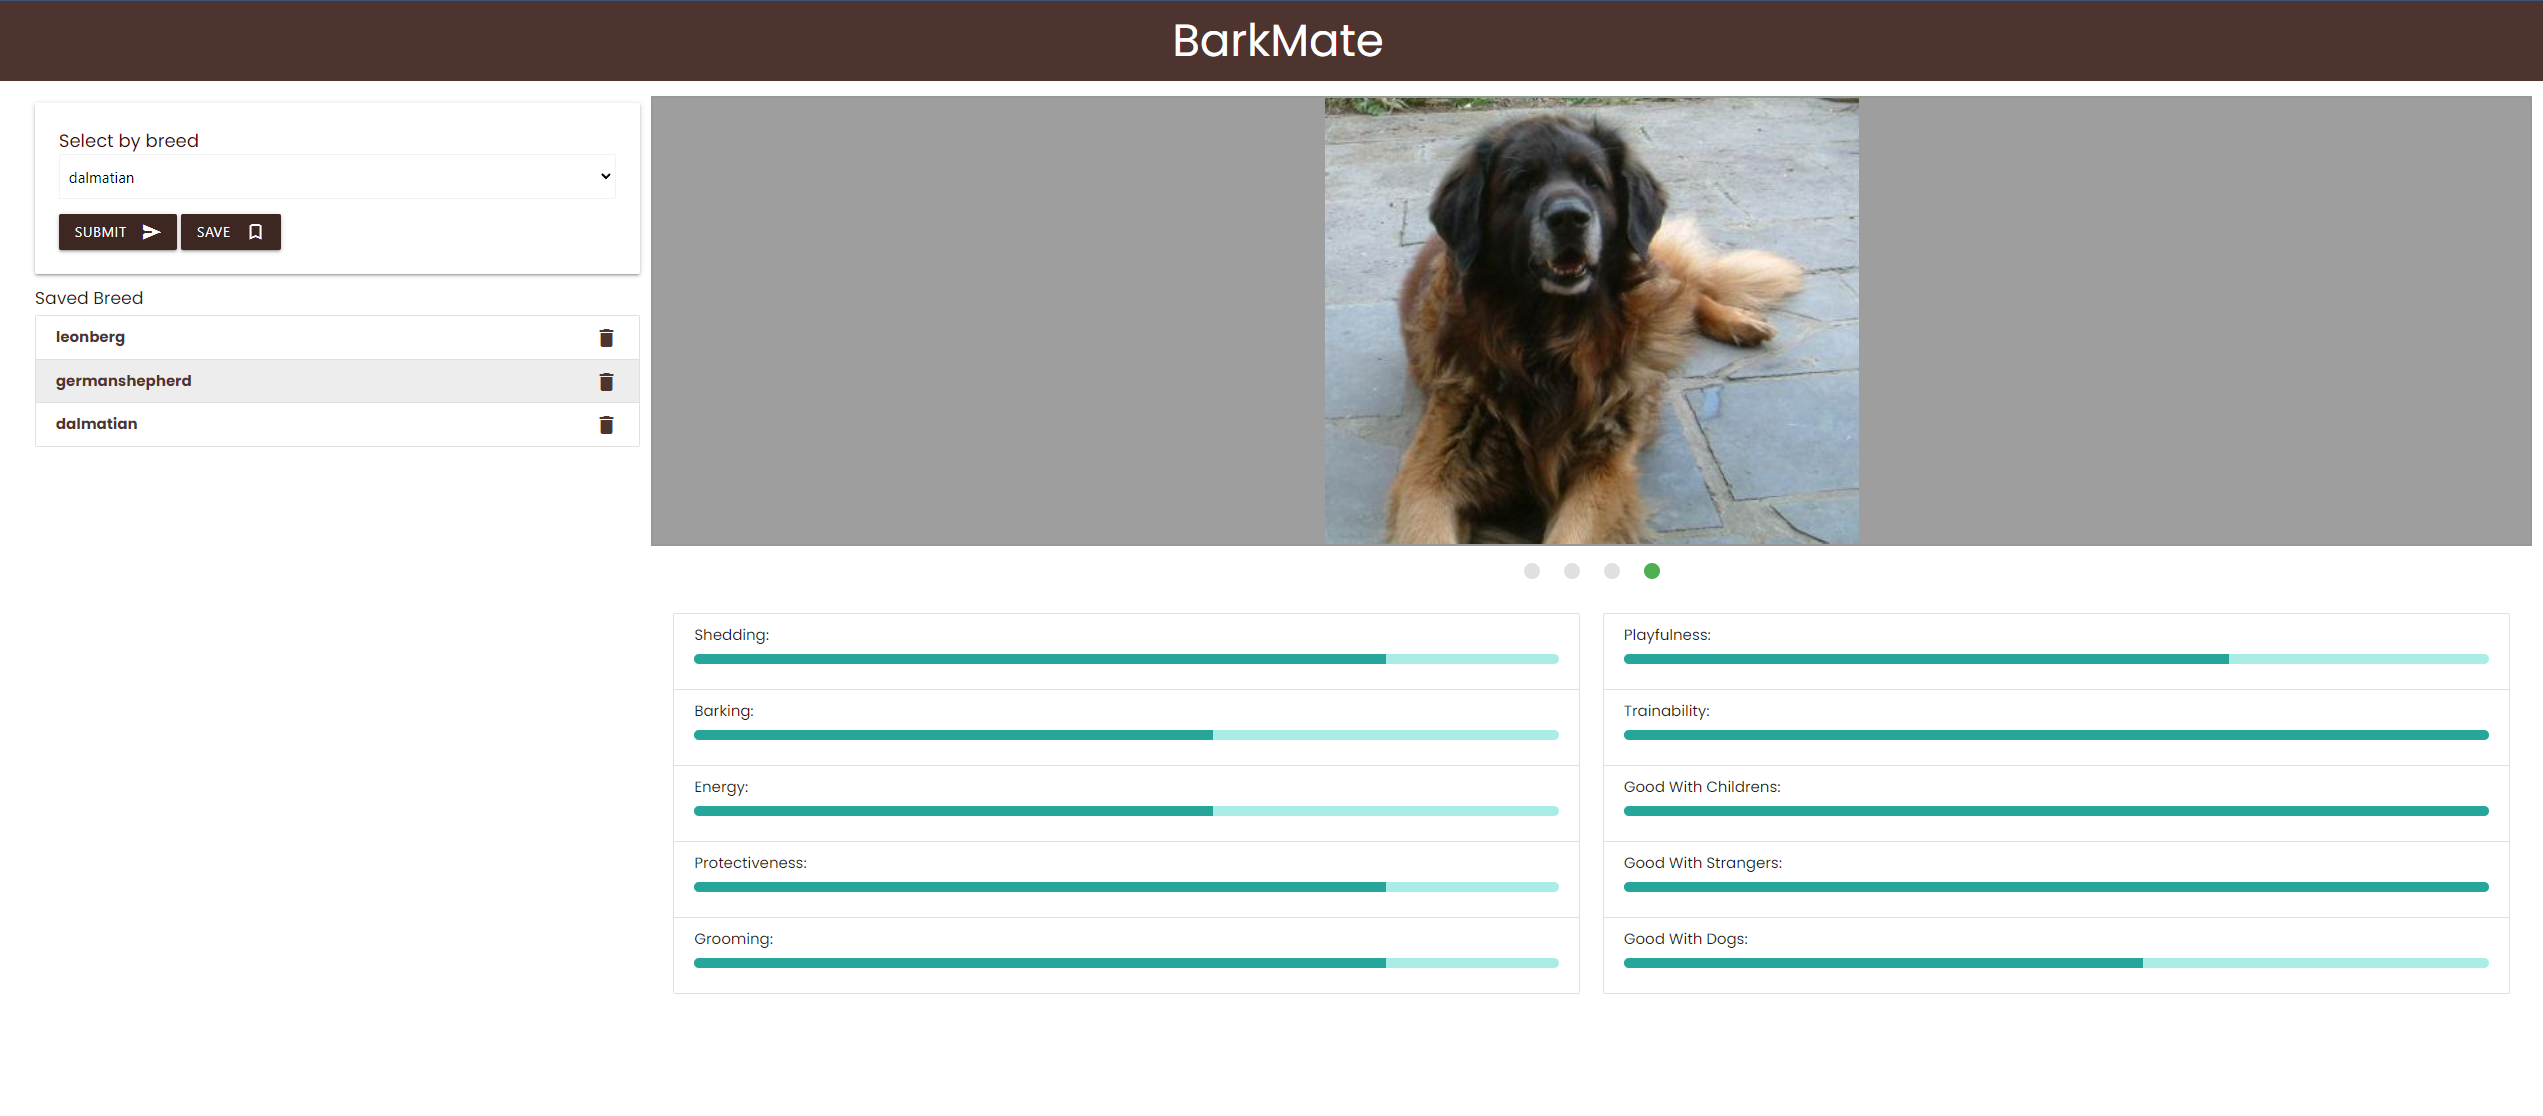 BarkMate
Select by breed
dalmatian
SUBMIT
SAVE
Saved Breed
leonberg
germanshepherd
dalmatian
Shedding:
Barking:
Energy:
Protectiveness:
Grooming:
Playfulness:
Trainability:
Good With Childrens:
Good With Strangers:
Good With Dogs: